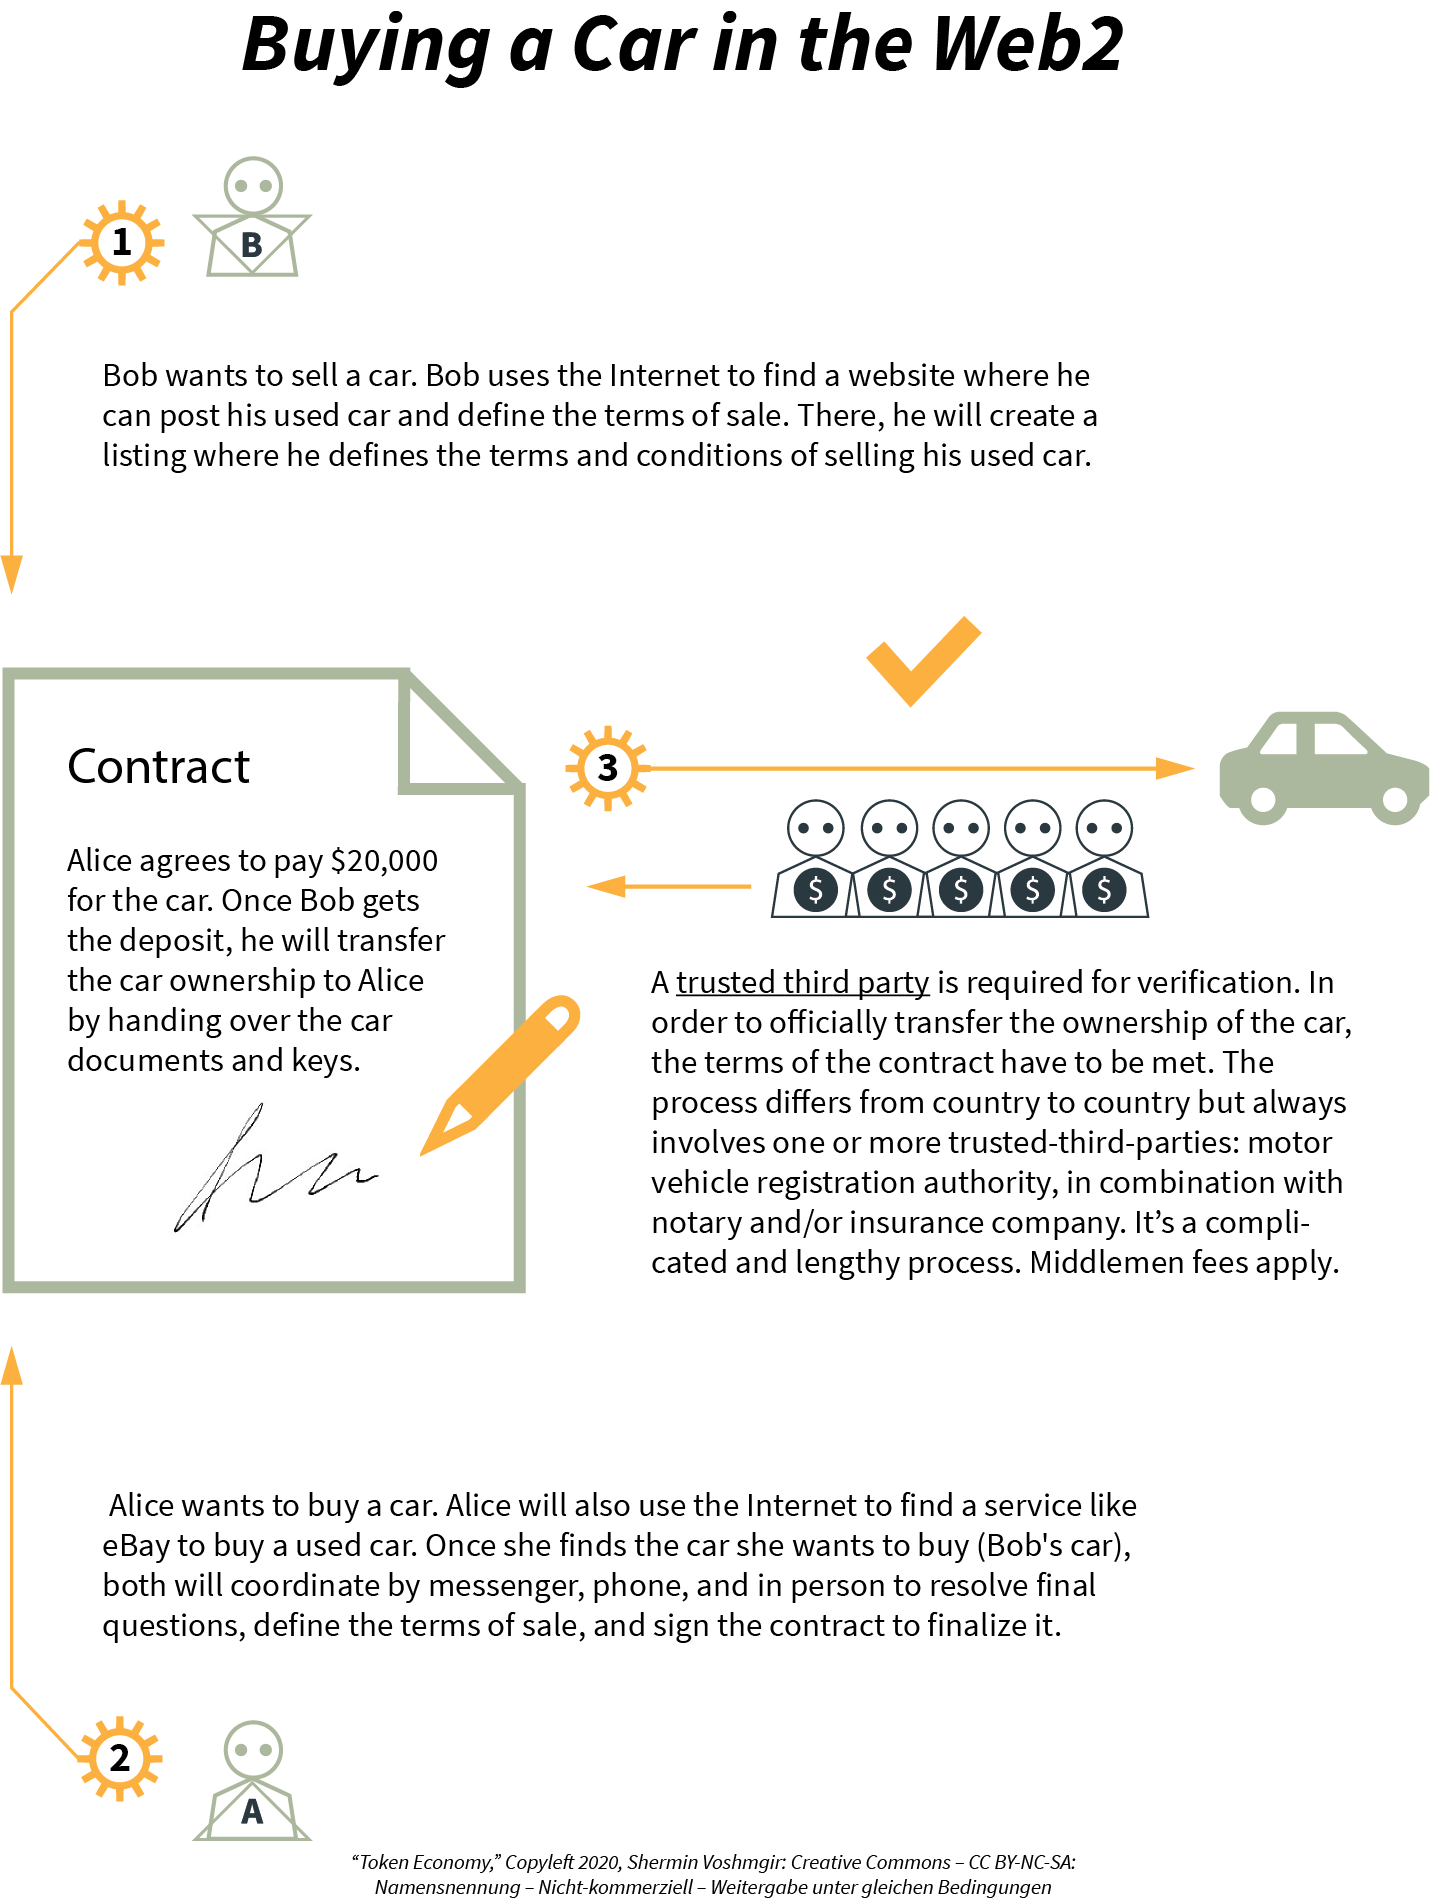 Buying a Car in the Web2
1
B
Bob wants to sell a car. Bob uses the Internet to find a website where he
can post his used car and define the terms of sale. There, he will create a
listing where he defines the terms and conditions of selling his used car.
Contract
Alice agrees to pay $20,000
for the car. Once Bob gets
the deposit, he will transfer
the car ownership to Alice
by handing over the car
documents and keys.
3
$ $ $ $ $
A trusted third party is required for verification. In
order to officially transfer the ownership of the car,
the terms of the contract have to be met. The
process differs from country to country but always
involves one or more trusted-third-parties: motor
vehicle registration authority, in combination with
notary and/or insurance company. It’s a compli-
cated and lengthy process. Middlemen fees apply.
Alice wants to buy a car. Alice will also use the Internet to find a service like
eBay to buy a used car. Once she finds the car she wants to buy (Bob's car),
both will coordinate by messenger, phone, and in person to resolve final
questions, define the terms of sale, and sign the contract to finalize it.
2
A
“Token Economy,” Copyleft 2020, Shermin Voshmgir: Creative Commons – CC BY-NC-SA:
Namensnennung – Nicht-kommerziell – Weitergabe unter gleichen Bedingungen